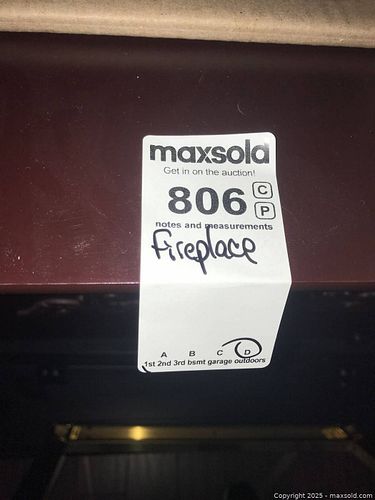 maxsold
Get in on the auction!
806 C
P
notes and measurements
Fireplace
A B C D
1st 2nd 3rd bsmt garage outdoors
Copyright 2025 - maxsold.com